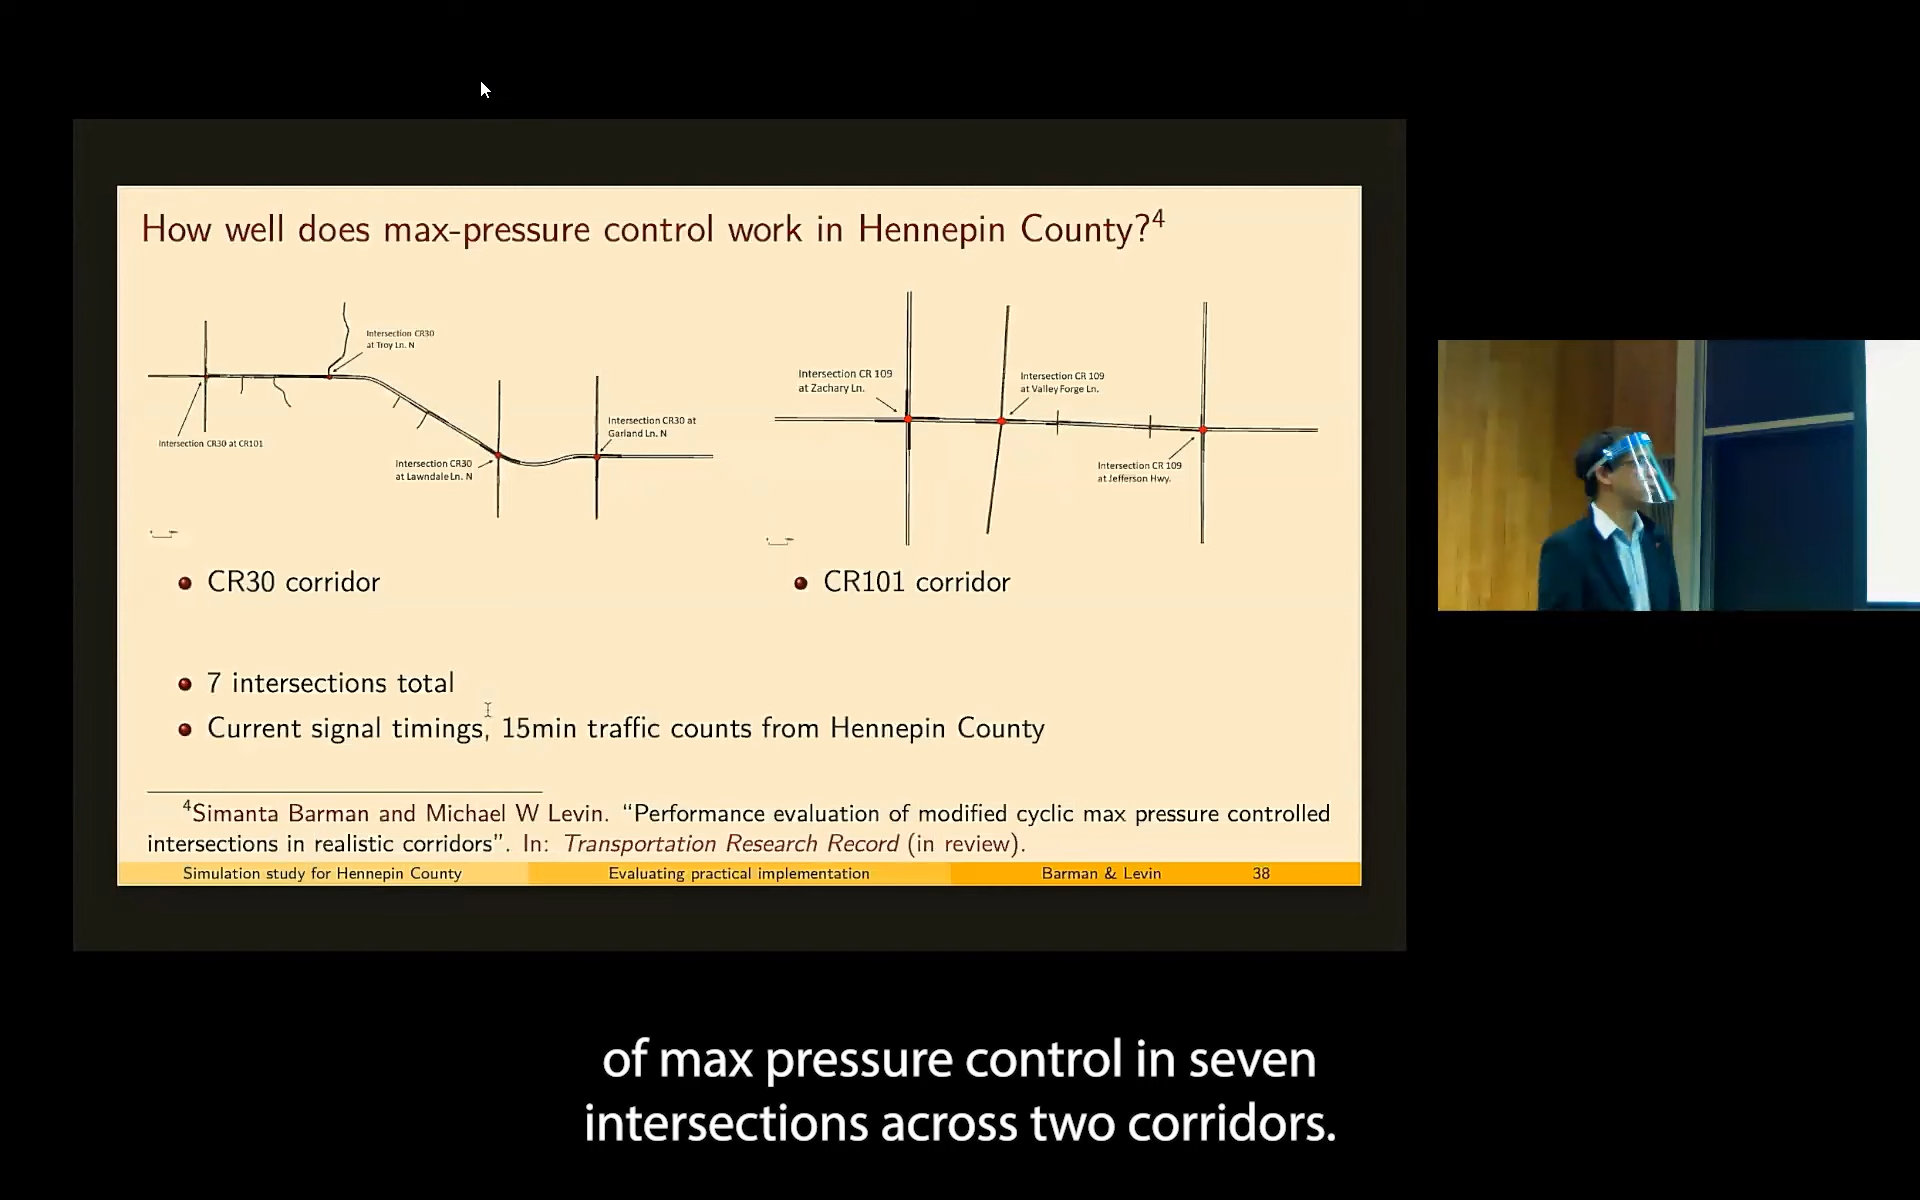 How well does max-pressure control work in Hennepin County?4
Intersection CR30
at Troy Ln. N
Intersection CR30 at CR101
Intersection CR30
at Lawndale Ln. N
Intersection CR30 at
Garland Ln. N
Intersection CR 109
at Zachary Ln.
Intersection CR 109
at Valley Forge Ln.
Intersection CR 109
at Jefferson Hwy.
CR30 corridor
CR101 corridor
7 intersections total
Current signal timings, 15min traffic counts from Hennepin County
4Simanta Barman and Michael W Levin. “Performance evaluation of modified cyclic max pressure controlled
intersections in realistic corridors”. In: Transportation Research Record (in review).
Simulation study for Hennepin County
Evaluating practical implementation
Barman & Levin
38
of max pressure control in seven
intersections across two corridors.